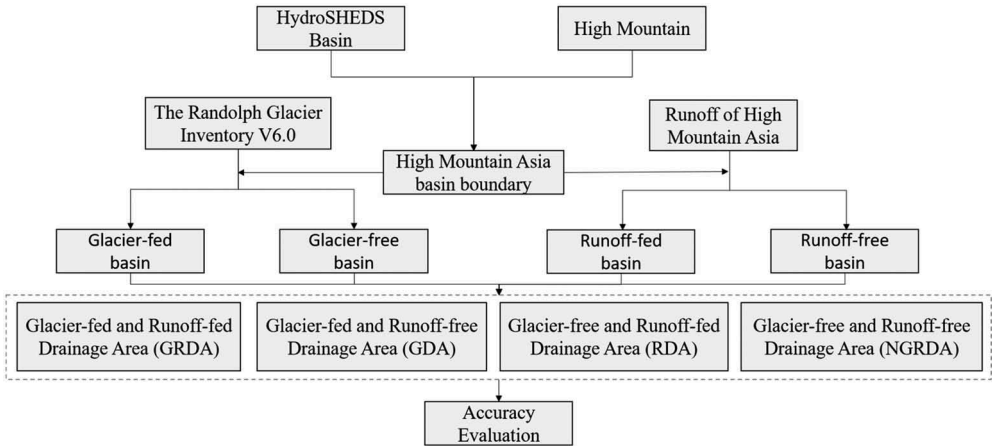 HydroSHEDS
Basin
High Mountain
The Randolph Glacier
Inventory V6.0
Runoff of High
Mountain Asia
High Mountain Asia
basin boundary
Glacier-fed
basin
Glacier-free
basin
Runoff-fed
basin
Runoff-free
basin
Glacier-fed and Runoff-fed
Drainage Area (GRDA)
Glacier-fed and Runoff-free
Drainage Area (GDA)
Glacier-free and Runoff-fed
Drainage Area (RDA)
Glacier-free and Runoff-free
Drainage Area (NGRDA)
Accuracy
Evaluation